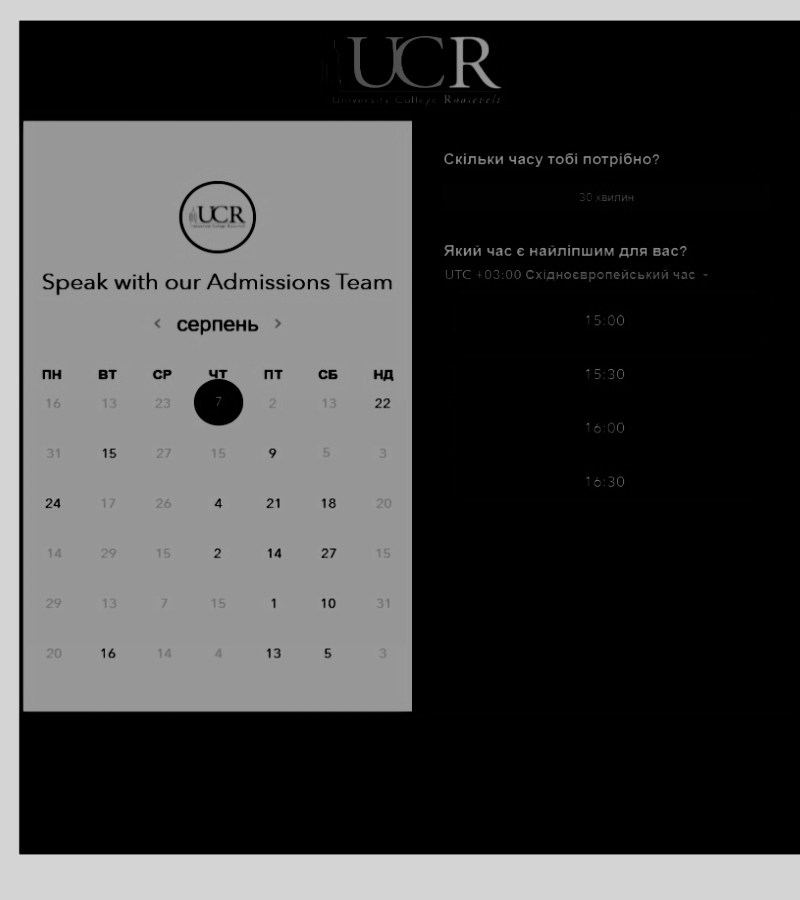 UCR
University College Roosevelt
UCR
Speak with our Admissions Team
< серпень >
ПН ВТ СР ЧТ ПТ СБ НД
16 13 23 7 2 13 22
31 15 27 15 9 5 3
24 17 26 4 21 18 20
14 29 15 2 14 27 15
29 13 7 15 1 10 31
20 16 14 4 13 5 3
Скільки часу тобі потрібно?
30 хвилин
Який час є найліпшим для вас?
UTC +03:00 Східноєвропейський час
15:00
15:30
16:00
16:30